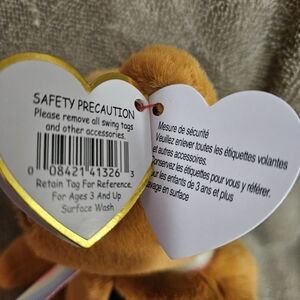 SAFETY PRECAUTION
Please remove all swing tags
and other accessories.
0 08421 41326 3
Retain Tag For Reference.
For Ages 3 And Up
Surface Wash
Mesure de sécurité
Veuillez enlever toutes les étiquettes volantes
et autres accessoires.
Conservez les étiquettes pour vous y référer.
pour les enfants de 3 ans et plus
Lavage en surface